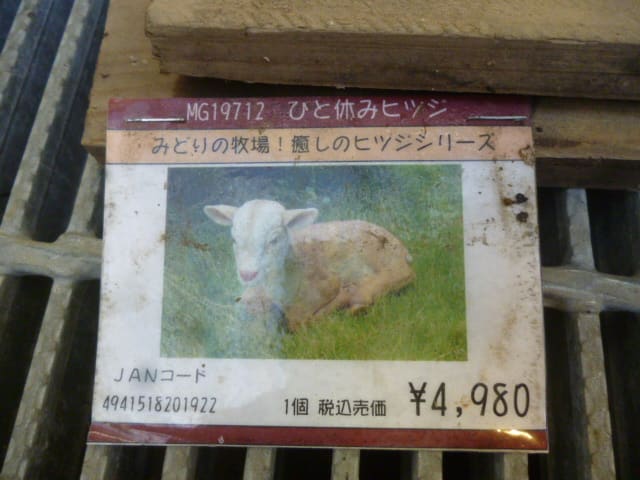 MG19712 ひと休みヒツジ
みどりの牧場！癒しのヒツジシリーズ
JANコード
4941518201922 1個 税込売価 ¥4,980